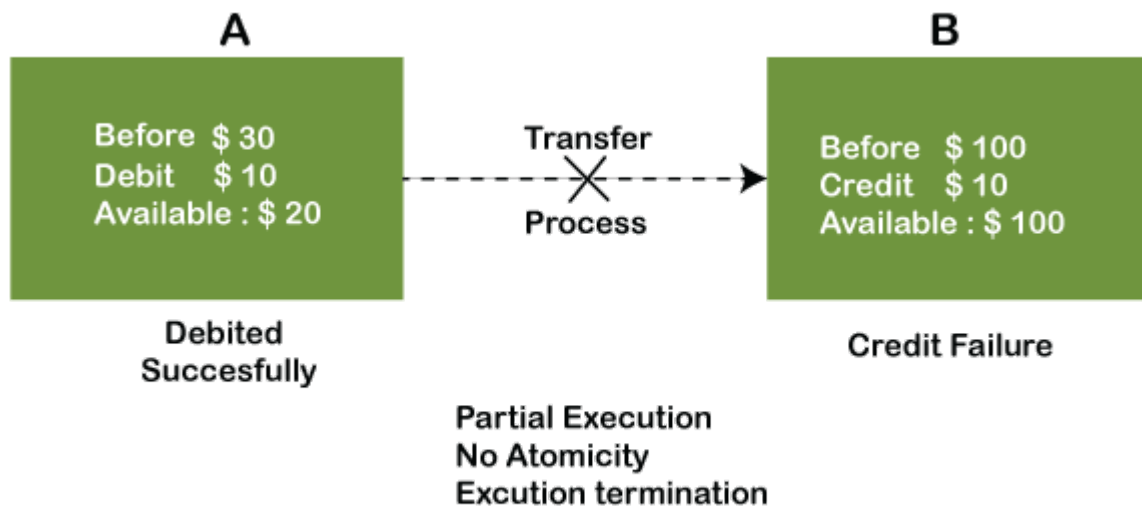 A
Before $ 30
Debit $ 10
Available : $ 20
Debited
Succesfully
Transfer
Process
B
Before $ 100
Credit $ 10
Available : $ 100
Credit Failure
Partial Execution
No Atomicity
Excution termination